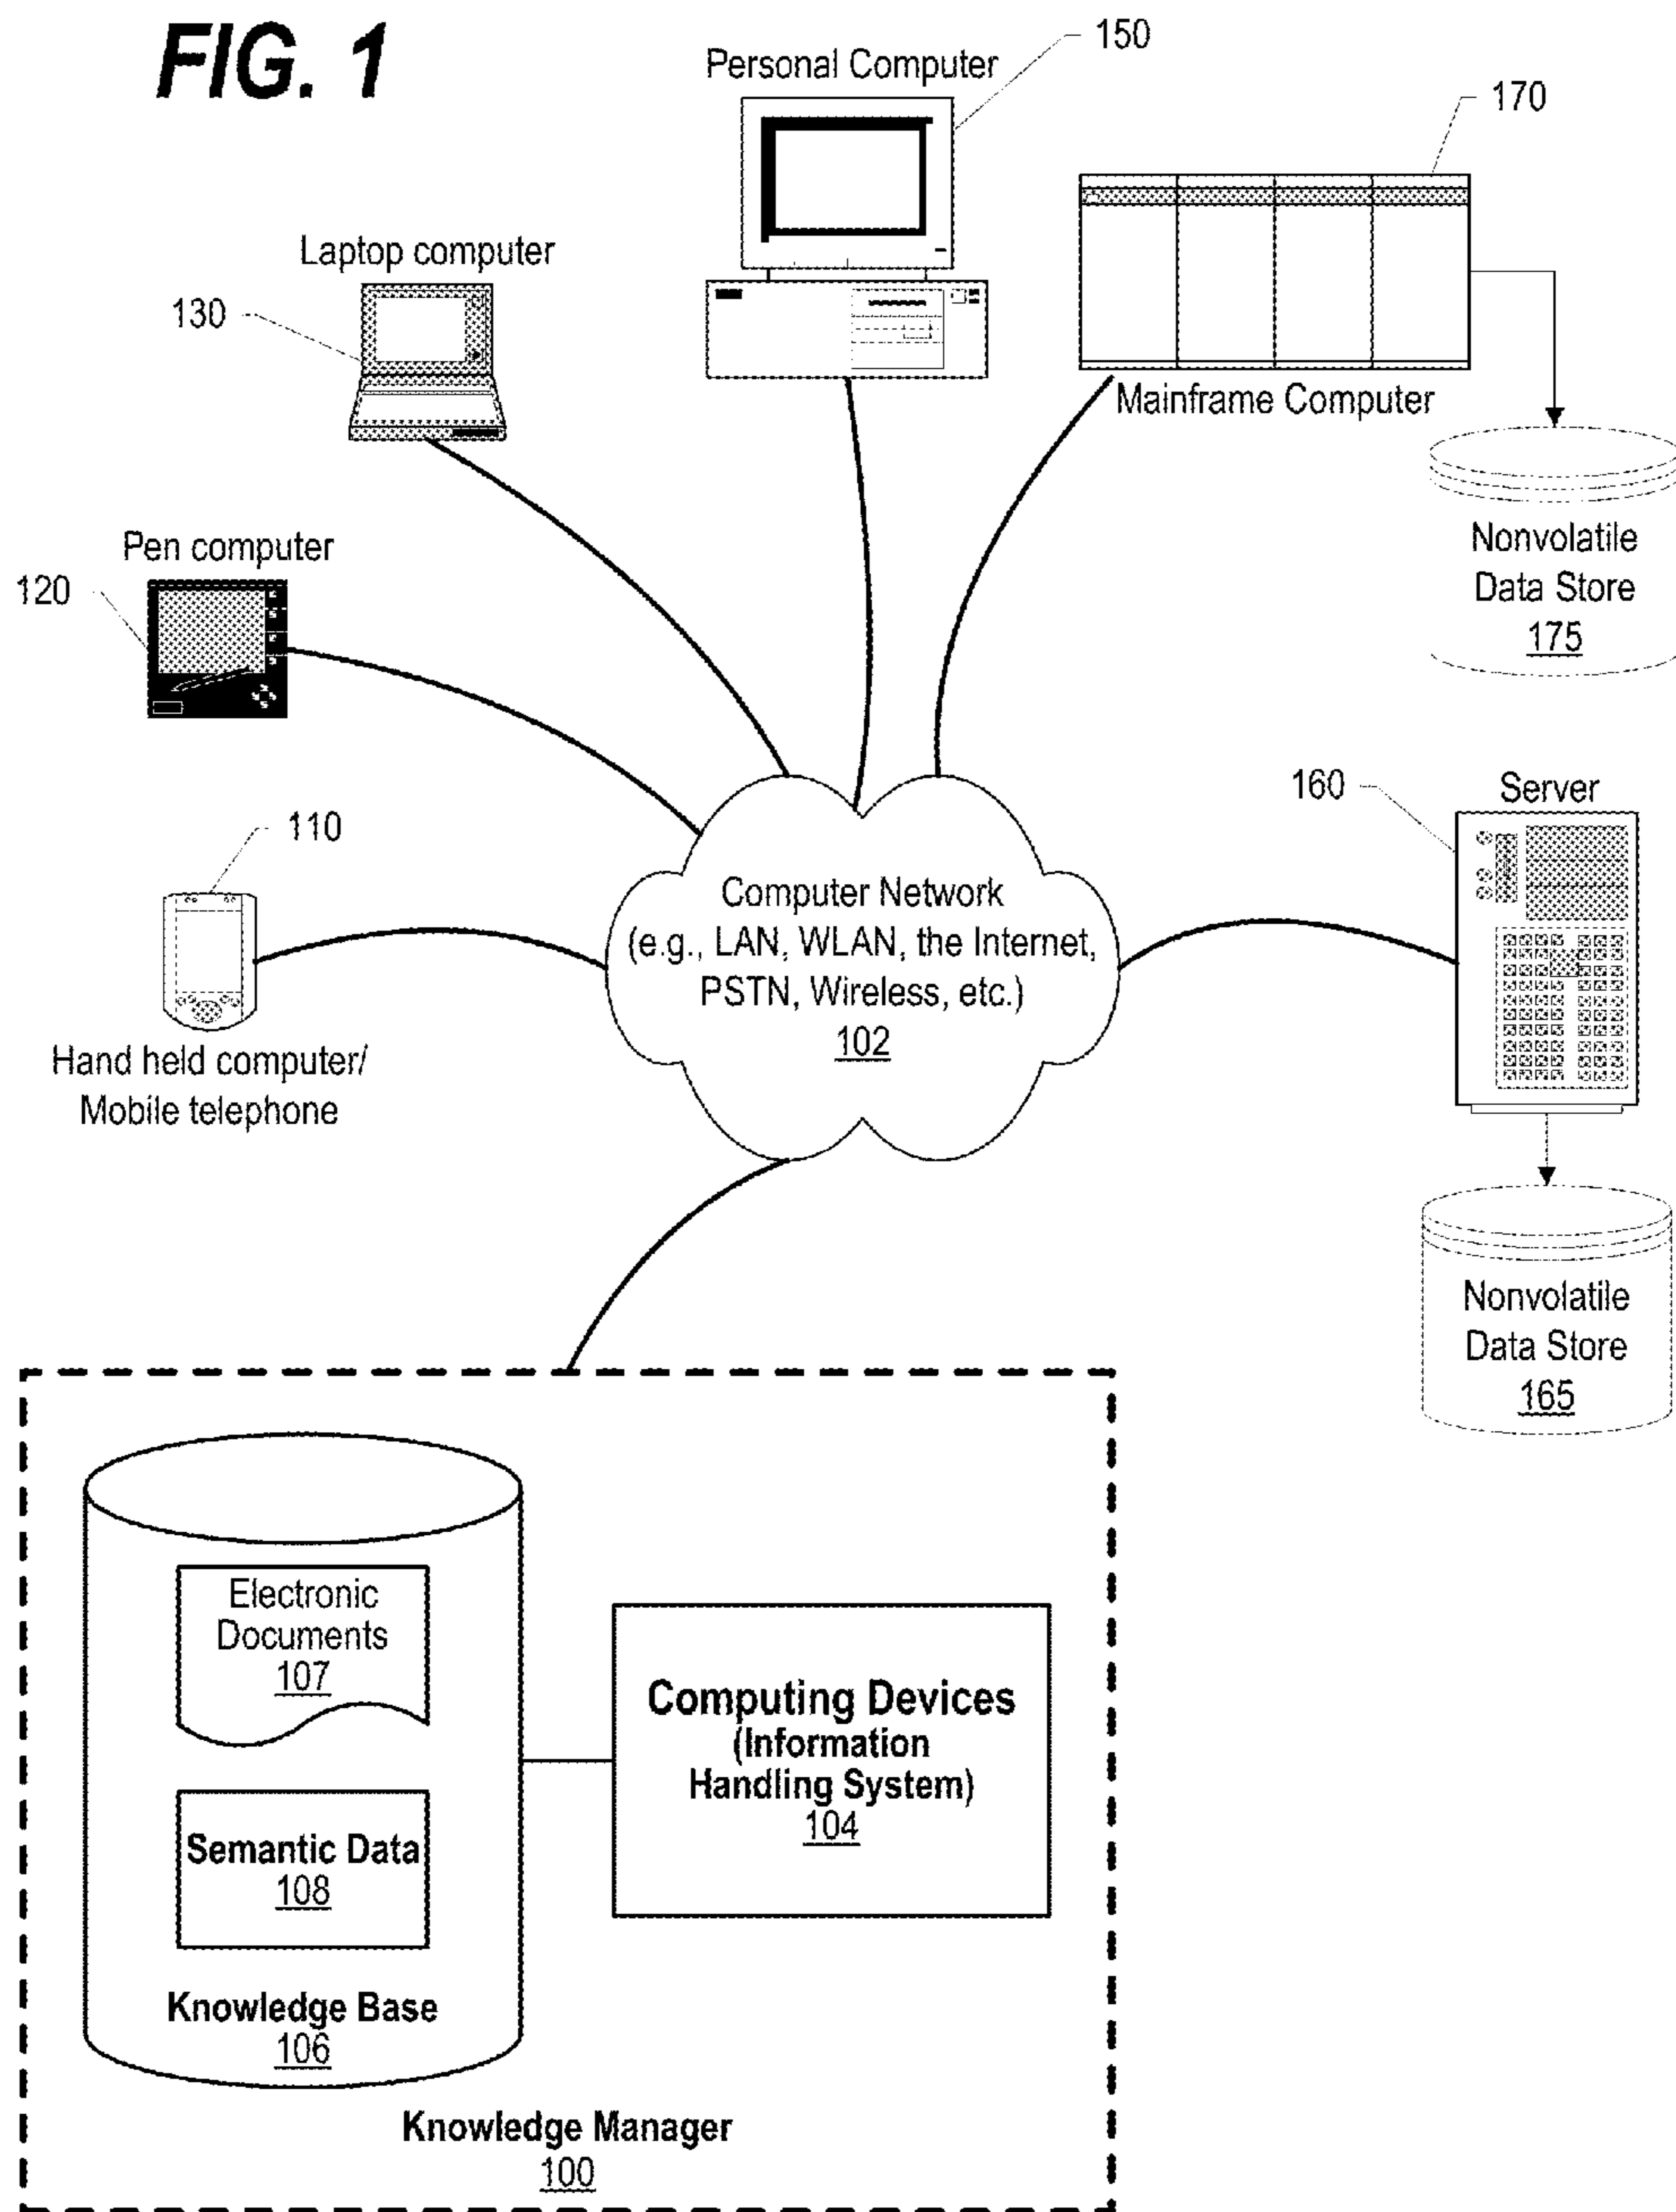 FIG. 1
Personal Computer
150
170
Laptop computer
130
Mainframe Computer
Nonvolatile
Data Store
175
Pen computer
120
160
Server
110
Computer Network
(e.g., LAN, WLAN, the Internet,
PSTN, Wireless, etc.)
102
Hand held computer/
Mobile telephone
Nonvolatile
Data Store
165
Electronic
Documents
107
Computing Devices
(Information
Handling System)
104
Semantic Data
108
Knowledge Base
106
Knowledge Manager
100